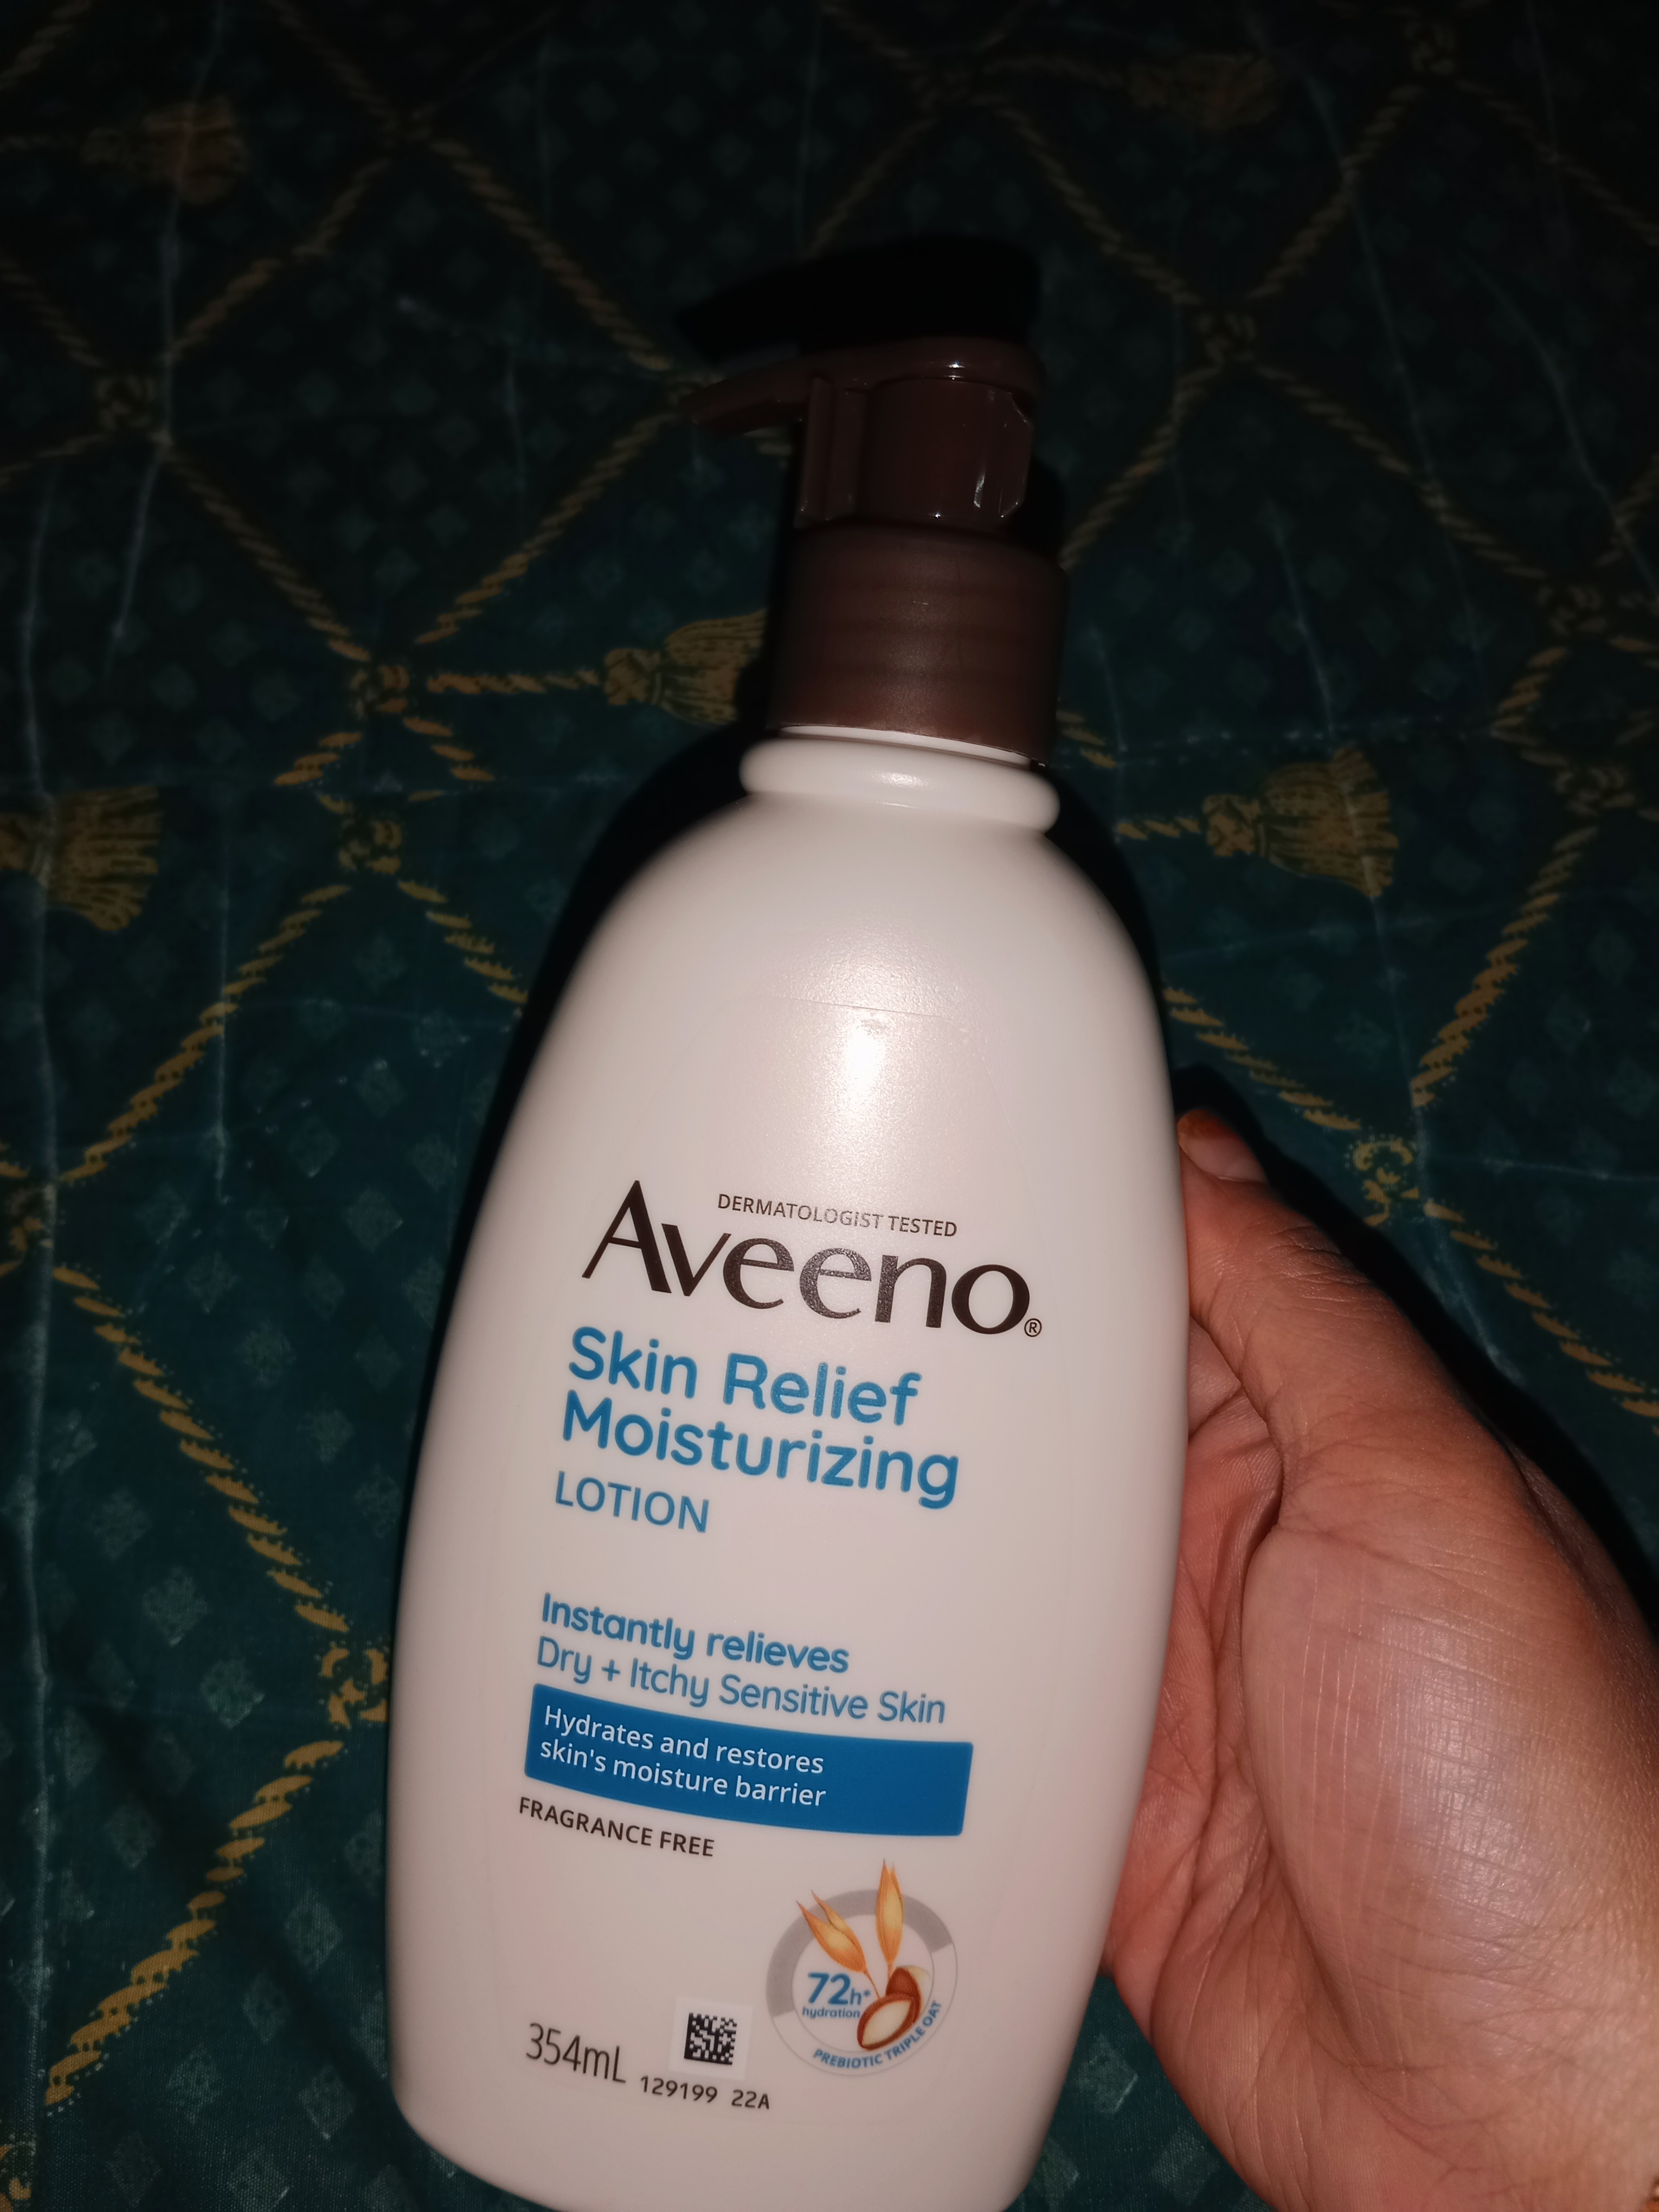 DERMATOLOGIST TESTED
Aveeno®
Skin Relief
Moisturizing
LOTION
Instantly relieves
Dry + Itchy Sensitive Skin
Hydrates and restores
skin's moisture barrier
FRAGRANCE FREE
72h*
hydration
PREBIOTIC TRIPLE OAT
354mL
129199 22A